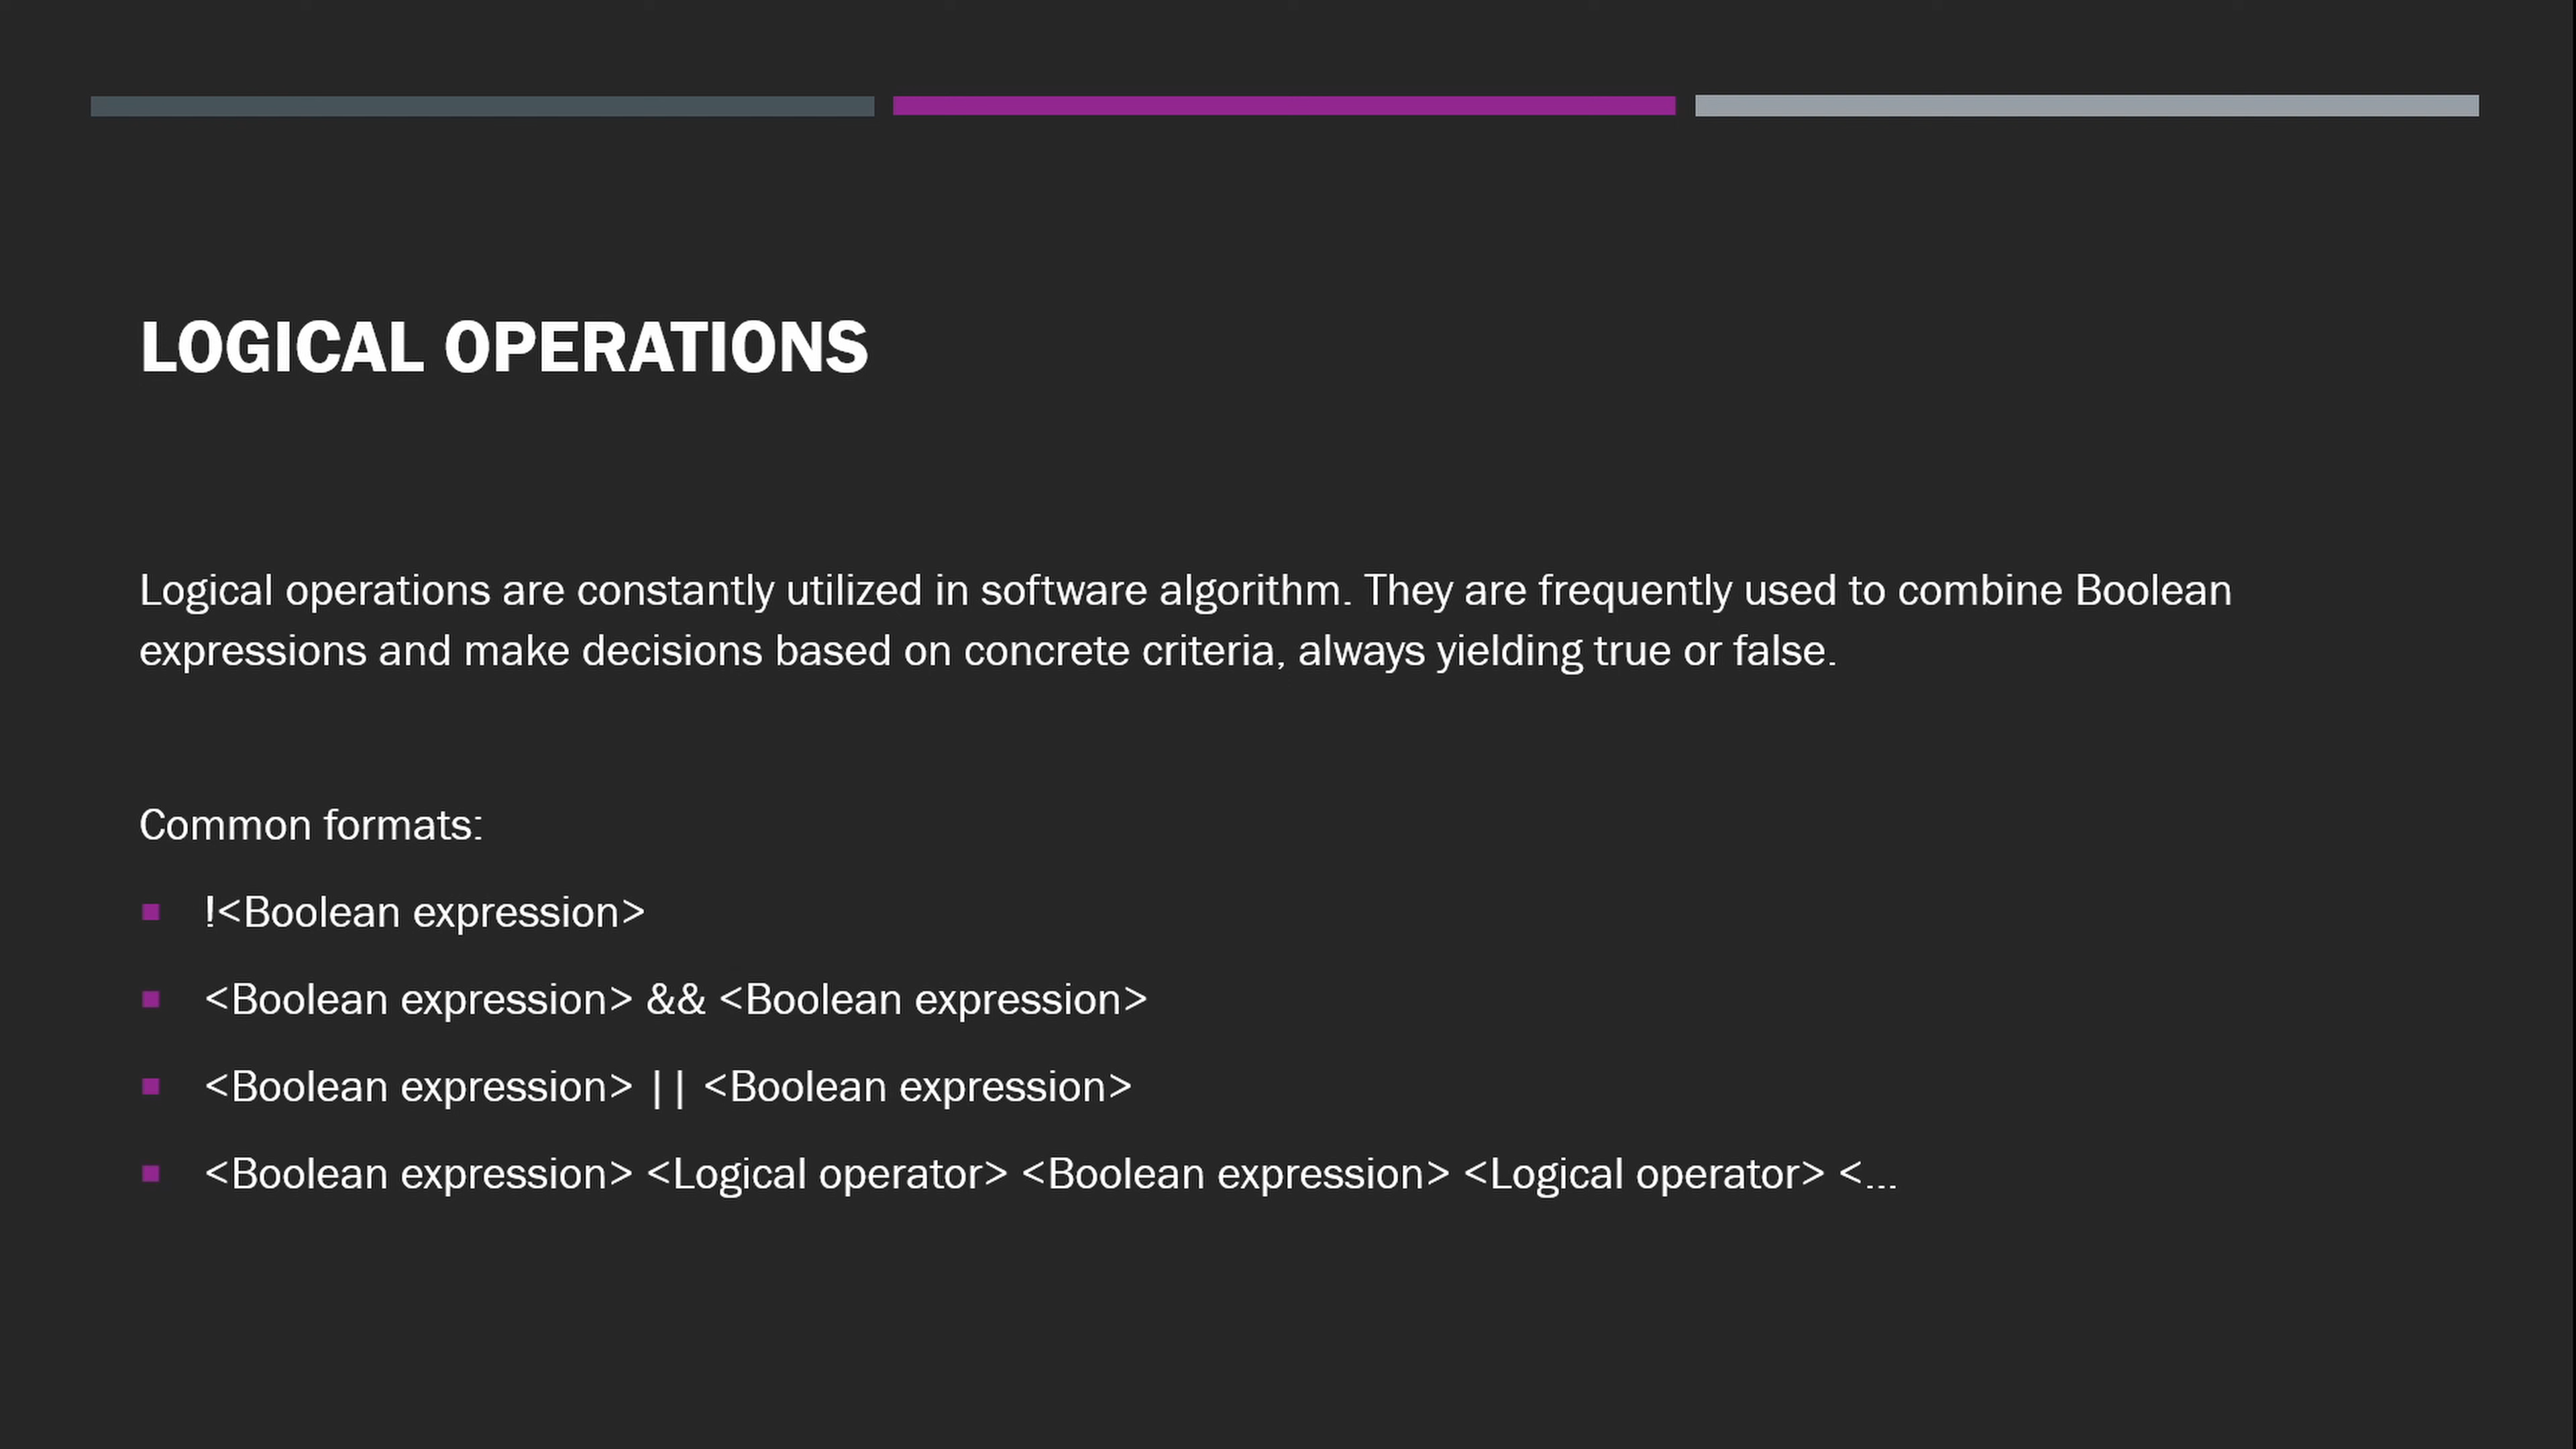 LOGICAL OPERATIONS
Logical operations are constantly utilized in software algorithm. They are frequently used to combine Boolean
expressions and make decisions based on concrete criteria, always yielding true or false.
Common formats:
!<Boolean expression>
<Boolean expression> && <Boolean expression>
<Boolean expression> || <Boolean expression>
<Boolean expression> <Logical operator> <Boolean expression> <Logical operator> <...